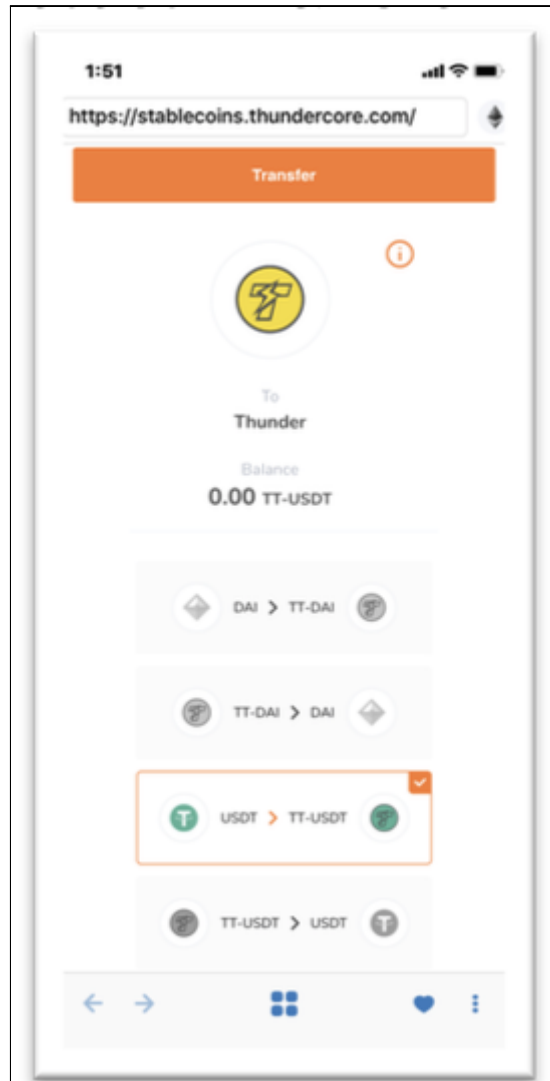 1:51
https://stablecoins.thundercore.com/
Transfer
To
Thunder
Balance
0.00 TT-USDT
DAI > TT-DAI
TT-DAI > DAI
USDT > TT-USDT
TT-USDT > USDT